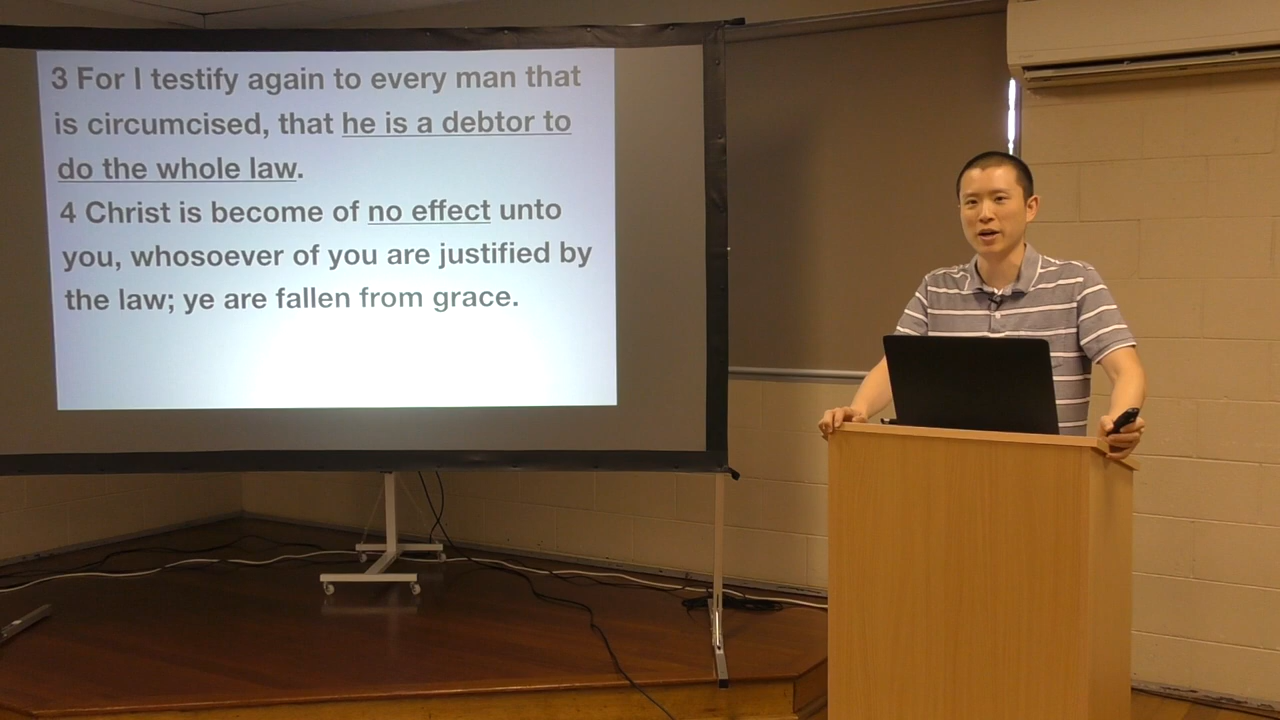 3 For I testify again to every man that
is circumcised, that he is a debtor to
do the whole law.
4 Christ is become of no effect unto
you, whosoever of you are justified by
the law; ye are fallen from grace.